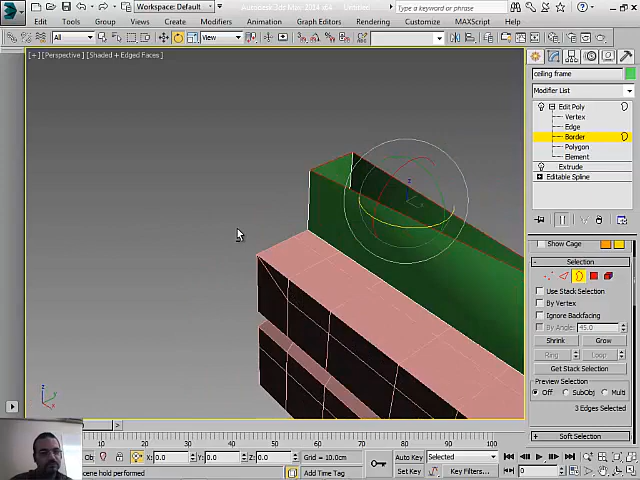 Workspace: Default
Autodesk 3ds Max 2014 x64    Untitled
Type a keyword or phrase
Edit  Tools  Group  Views  Create  Modifiers  Animation  Graph Editors  Rendering  Customize  MAXScript  Help
All
View
[+] [Perspective] [Shaded + Edged Faces]
ceiling frame
Modifier List
Edit Poly
Vertex
Edge
Border
Polygon
Element
Extrude
Editable Spline
Show Cage
Selection
Use Stack Selection
By Vertex
Ignore Backfacing
By Angle: 45.0
Shrink  Grow
Ring  Loop
Get Stack Selection
Preview Selection
Off  SubObj  Multi
3 Edges Selected
Soft Selection
20 30 40 50 60 70 80 90 100
X: 0.0  Y: 0.0  Z: 0.0  Grid = 10.0cm
Auto Key  Selected
cene hold performed
Add Time Tag
Set Key  Key Filters...  0